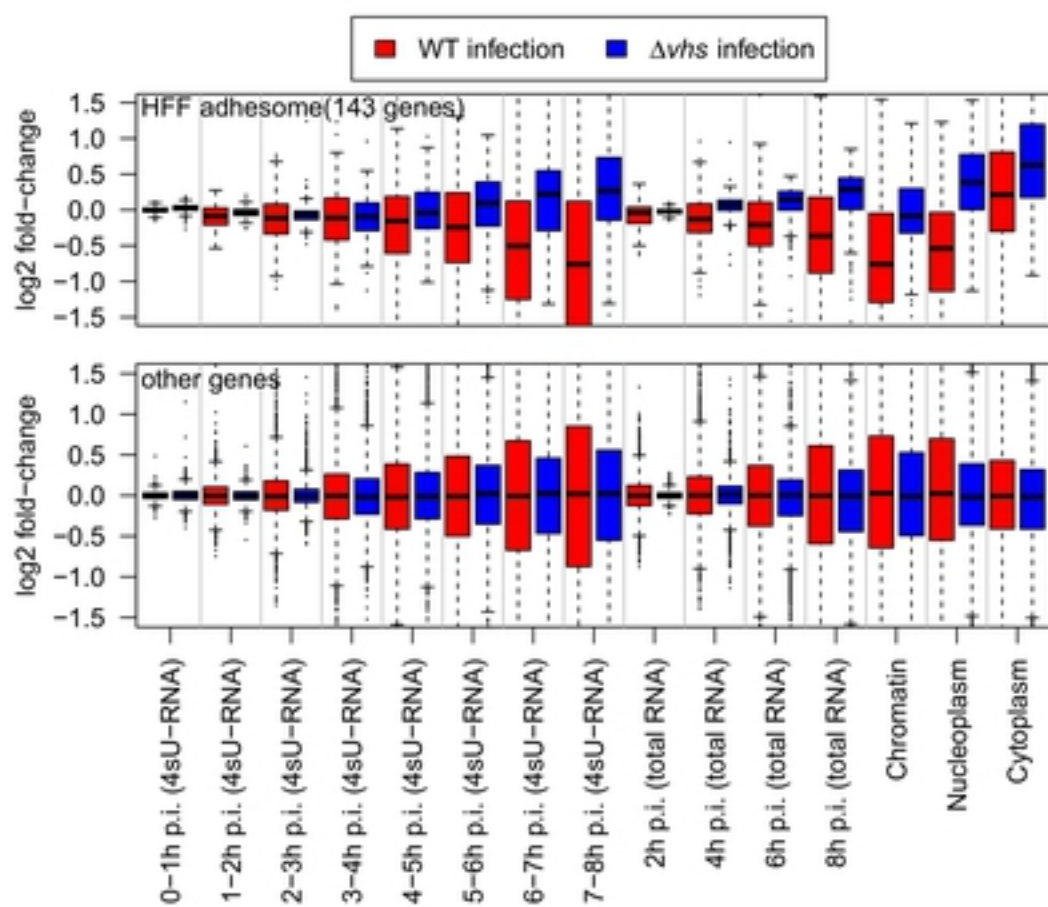 WT infection Δvhs infection
HFF adhesome(143 genes)
log2 fold−change
1.5
1.0
0.5
0.0
−0.5
−1.0
−1.5
other genes
log2 fold−change
1.5
1.0
0.5
0.0
−0.5
−1.0
−1.5
0−1h p.i. (4sU−RNA)
1−2h p.i. (4sU−RNA)
2−3h p.i. (4sU−RNA)
3−4h p.i. (4sU−RNA)
4−5h p.i. (4sU−RNA)
5−6h p.i. (4sU−RNA)
6−7h p.i. (4sU−RNA)
7−8h p.i. (4sU−RNA)
2h p.i. (total RNA)
4h p.i. (total RNA)
6h p.i. (total RNA)
8h p.i. (total RNA)
Chromatin
Nucleoplasm
Cytoplasm